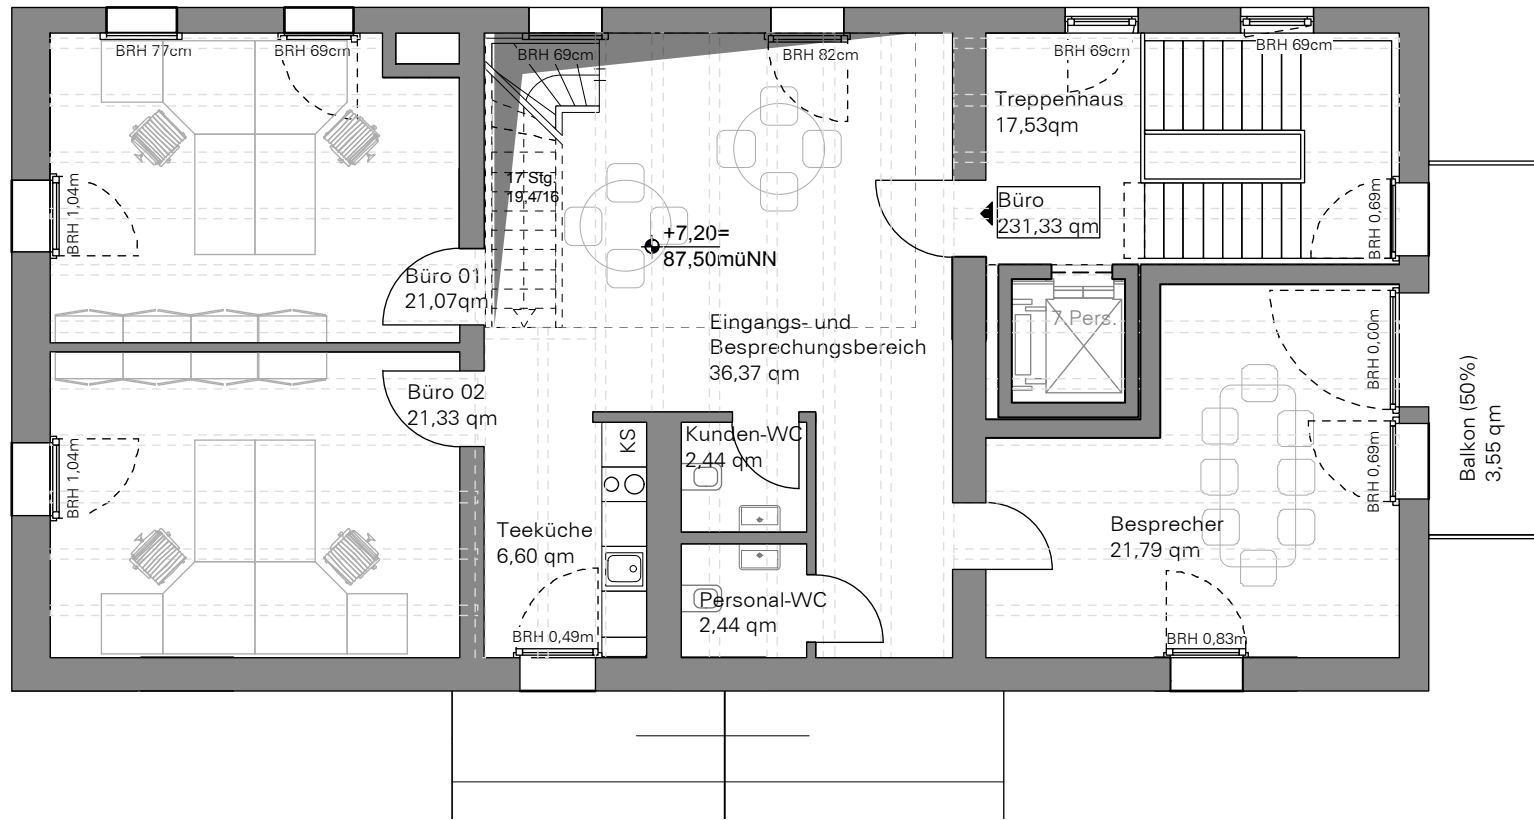 BRH 77cm
BRH 69cm
BRH 69cm
BRH 82cm
BRH 69cm
BRH 69cm
Treppenhaus
17,53qm
BRH 1,04m
17 Stg
19,4/16
Büro
231,33 qm
BRH 0,69m
+7,20=
87,50müNN
Büro 01
21,07qm
7 Pers.
Eingangs- und
Besprechungsbereich
36,37 qm
BRH 0,00m
Büro 02
21,33 qm
Balkon (50%)
3,55 qm
KS
Kunden-WC
2,44 qm
BRH 1,04m
BRH 0,69m
Teeküche
6,60 qm
Besprecher
21,79 qm
Personal-WC
2,44 qm
BRH 0,49m
BRH 0,83m